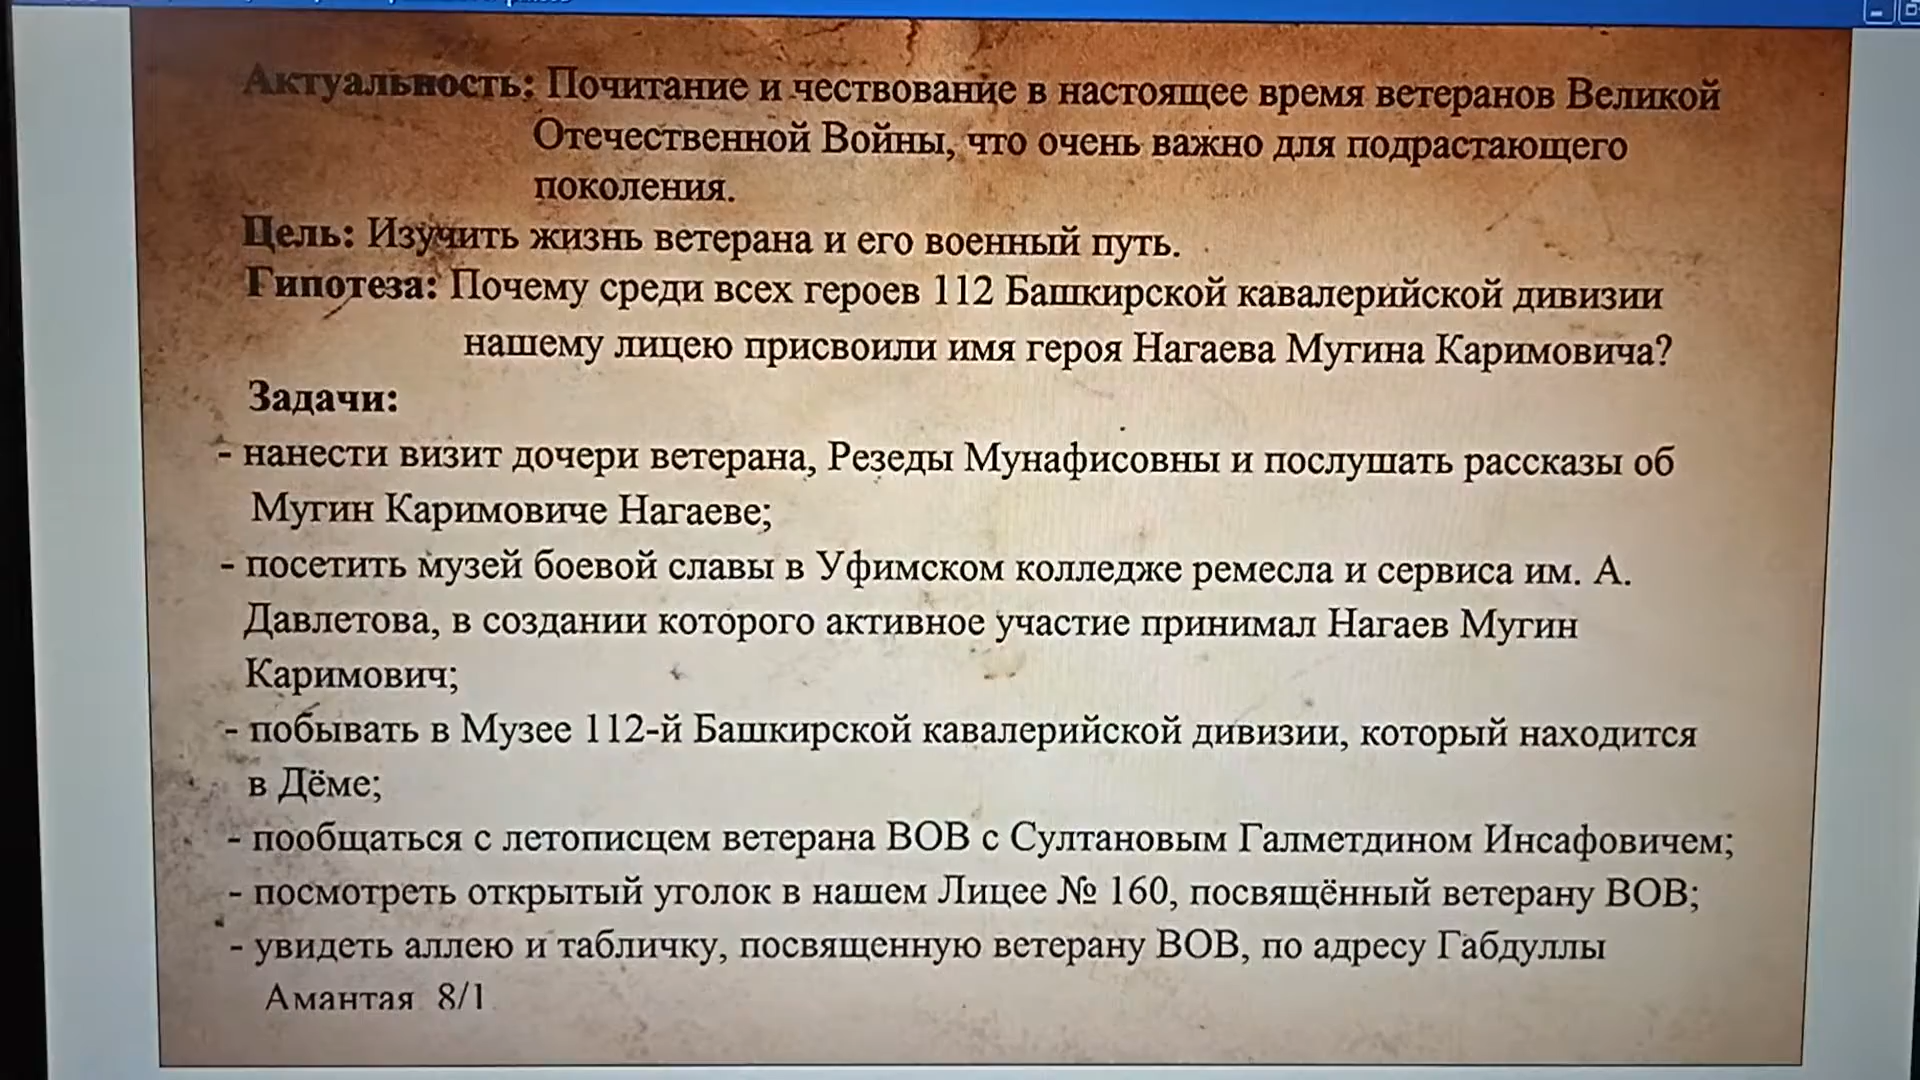 Актуальность: Почитание и чествование в настоящее время ветеранов Великой
Отечественной Войны, что очень важно для подрастающего
поколения.
Цель: Изучить жизнь ветерана и его военный путь.
Гипотеза: Почему среди всех героев 112 Башкирской кавалерийской дивизии
нашему лицею присвоили имя героя Нагаева Мугина Каримовича?
Задачи:
- нанести визит дочери ветерана, Резеды Мунафисовны и послушать рассказы об
Мугин Каримовиче Нагаеве;
- посетить музей боевой славы в Уфимском колледже ремесла и сервиса им. А.
Давлетова, в создании которого активное участие принимал Нагаев Мугин
Каримович;
- побывать в Музее 112-й Башкирской кавалерийской дивизии, который находится
в Дёме;
- пообщаться с летописцем ветерана ВОВ с Султановым Галметдином Инсафовичем;
- посмотреть открытый уголок в нашем Лицее № 160, посвящённый ветерану ВОВ;
- увидеть аллею и табличку, посвященную ветерану ВОВ, по адресу Габдуллы
Амантая 8/1